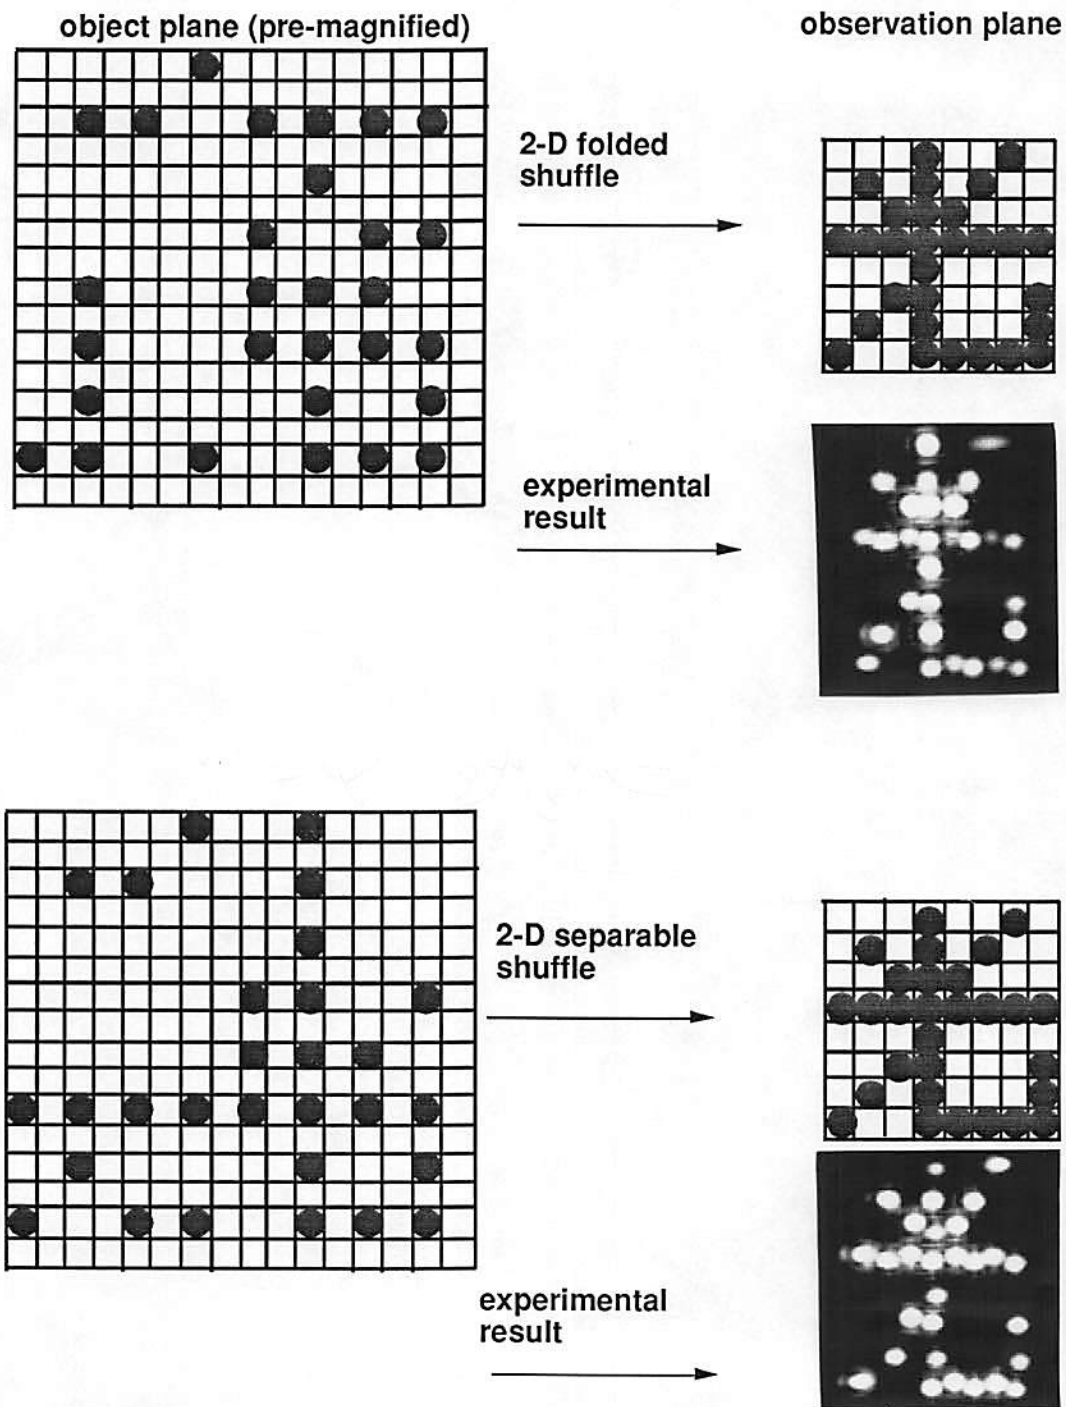 object plane (pre-magnified)
observation plane
2-D folded
shuffle
experimental
result
2-D separable
shuffle
experimental
result